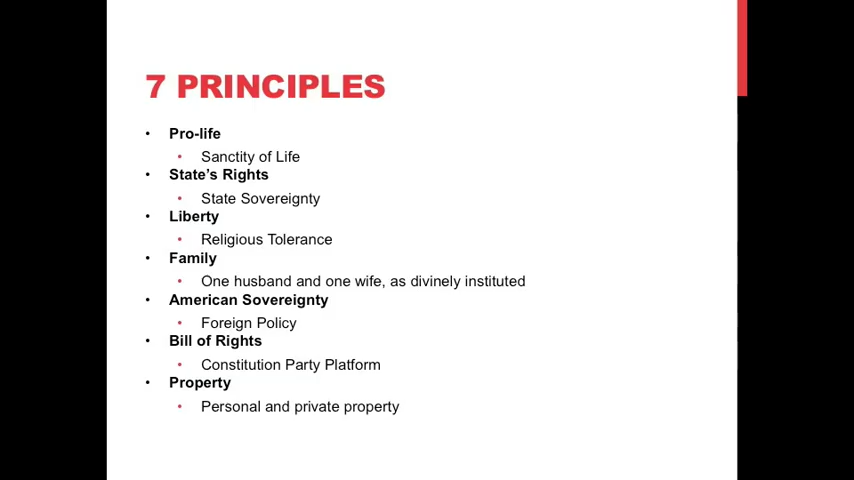 7 PRINCIPLES
• Pro-life
• Sanctity of Life
• State’s Rights
• State Sovereignty
• Liberty
• Religious Tolerance
• Family
• One husband and one wife, as divinely instituted
• American Sovereignty
• Foreign Policy
• Bill of Rights
• Constitution Party Platform
• Property
• Personal and private property